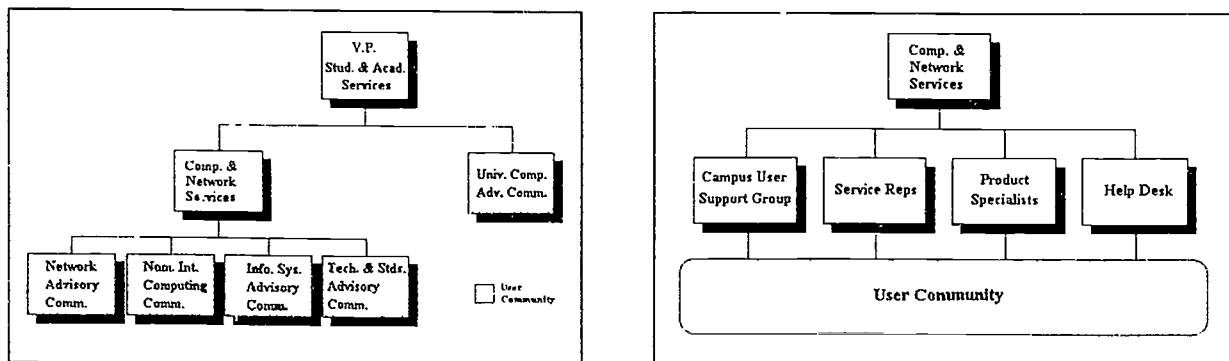 V.P.
Stud. & Acad.
Services
Comp. &
Network
Services
Univ. Comp.
Adv. Comm.
Network
Advisory
Comm.
Num. Int.
Computing
Comm.
Info. Sys.
Advisory
Comm.
Tech. & Stds.
Advisory
Comm.
User
Community
Comp. &
Network
Services
Campus User
Support Group
Service Reps
Product
Specialists
Help Desk
User Community